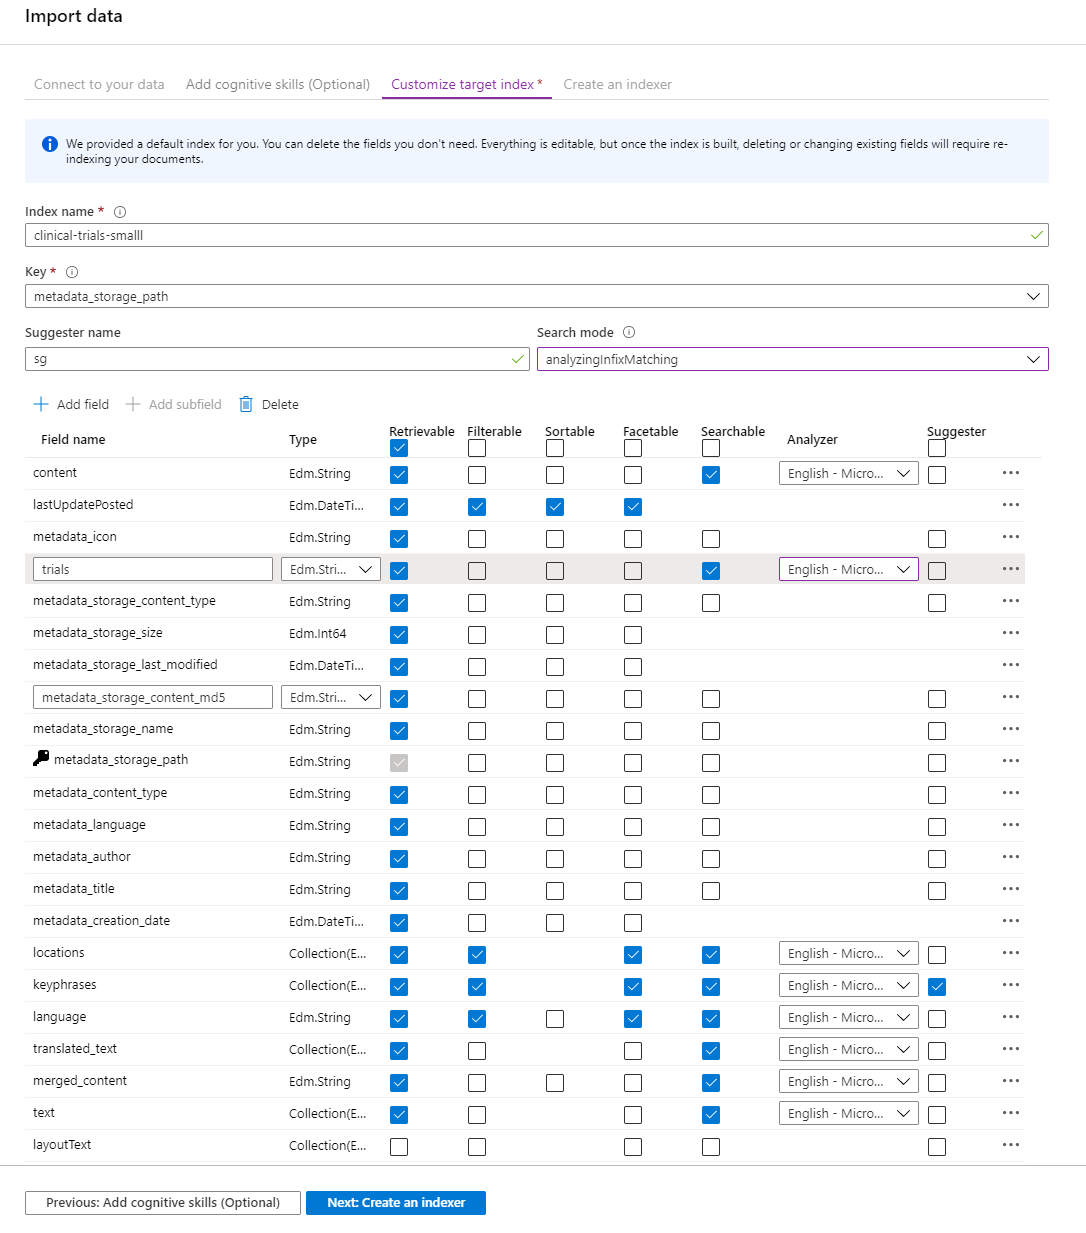 Import data
Connect to your data
Add cognitive skills (Optional)
Customize target index *
Create an indexer
We provided a default index for you. You can delete the fields you don't need. Everything is editable, but once the index is built, deleting or changing existing fields will require re-
indexing your documents.
Index name *
clinical-trials-smalll
Key *
metadata_storage_path
Suggester name
Search mode
sg
analyzingInfixMatching
Add field
Add subfield
Delete
Field name Type Retrievable Filterable Sortable Facetable Searchable Analyzer Suggester
content Edm.String English - Micro...
lastUpdatePosted Edm.DateTi...
metadata_icon Edm.String
trials Edm.Stri... English - Micro...
metadata_storage_content_type Edm.String
metadata_storage_size Edm.Int64
metadata_storage_last_modified Edm.DateTi...
metadata_storage_content_md5 Edm.Stri...
metadata_storage_name Edm.String
metadata_storage_path Edm.String
metadata_content_type Edm.String
metadata_language Edm.String
metadata_author Edm.String
metadata_title Edm.String
metadata_creation_date Edm.DateTi...
locations Collection(E... English - Micro...
keyphrases Collection(E... English - Micro...
language Edm.String English - Micro...
translated_text Collection(E... English - Micro...
merged_content Edm.String English - Micro...
text Collection(E... English - Micro...
layoutText Collection(E...
Previous: Add cognitive skills (Optional)
Next: Create an indexer